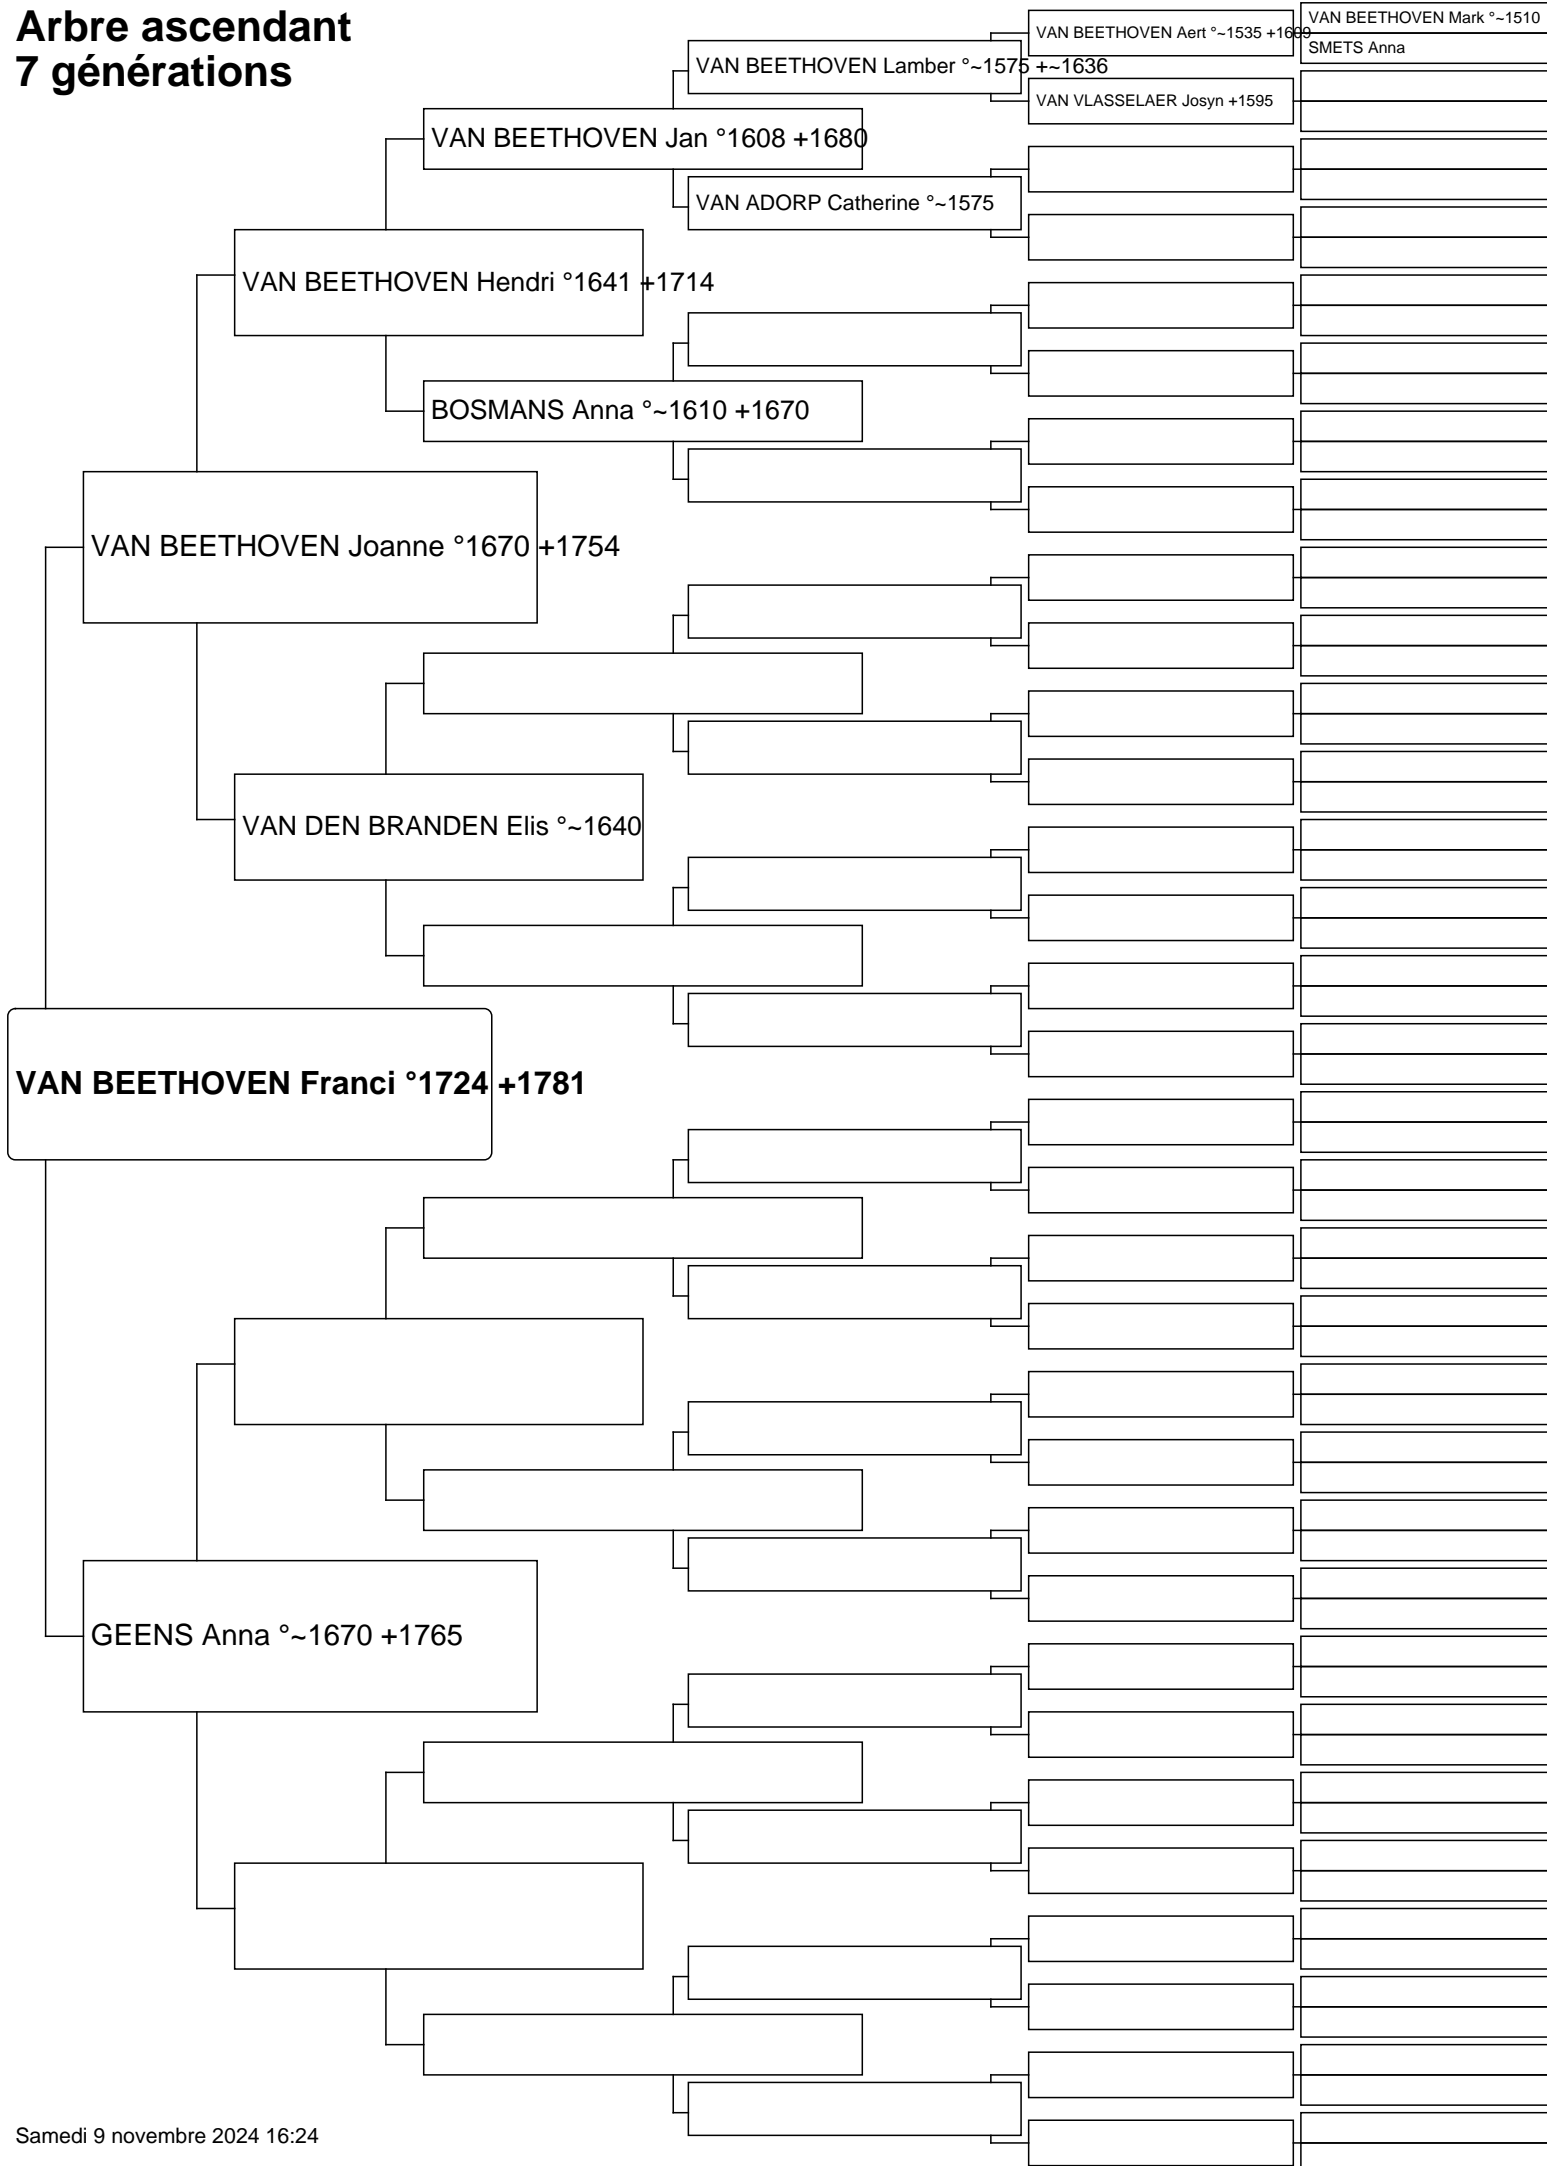 Arbre ascendant
7 générations
VAN BEETHOVEN Mark °~1510
VAN BEETHOVEN Aert °~1535 +1609
SMETS Anna
VAN BEETHOVEN Lamber °~1575 +~1636
VAN VLASSELAER Josyn +1595
VAN BEETHOVEN Jan °1608 +1680
VAN ADORP Catherine °~1575
VAN BEETHOVEN Hendri °1641 +1714
BOSMANS Anna °~1610 +1670
VAN BEETHOVEN Joanne °1670 +1754
VAN DEN BRANDEN Elis °~1640
VAN BEETHOVEN Franci °1724 +1781
GEENS Anna °~1670 +1765
Samedi 9 novembre 2024 16:24